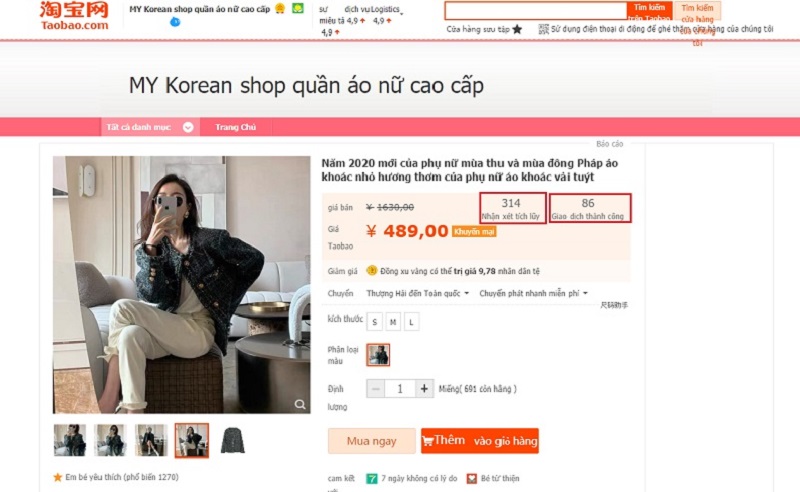 淘宝网
Taobao.com
MY Korean shop quần áo nữ cao cấp
sự
miêu tả 4,9
4,9
dịch vụ
4,9
Logistics
4,9
Tìm kiếm
trên Taobao
Tìm kiếm
cửa hàng
của chúng
tôi
Cửa hàng sưu tập
Sử dụng điện thoại di động để ghé thăm cửa hàng của chúng tôi
MY Korean shop quần áo nữ cao cấp
Tất cả danh mục
Trang Chủ
Báo cáo
Năm 2020 mới của phụ nữ mùa thu và mùa đông Pháp áo
khoác nhỏ hương thơm của phụ nữ áo khoác vải tuýt
giá bán
¥ 1630,00
314
Nhận xét tích lũy
86
Giao dịch thành công
Giá
Taobao
¥ 489,00
Khuyến mại
Giảm giá
Đồng xu vàng có thể trị giá 9,78 nhân dân tệ
Chuyển
Thượng Hải đến Toàn quốc
Chuyển phát nhanh miễn phí
尺码助手
kích thước
S
M
L
Phân loại
màu
Định
lượng
1
Miếng( 691 còn hàng )
Mua ngay
Thêm vào giỏ hàng
Em bé yêu thích (phổ biến 1270)
cam kết
7 ngày không có lý do
Bé từ thiện